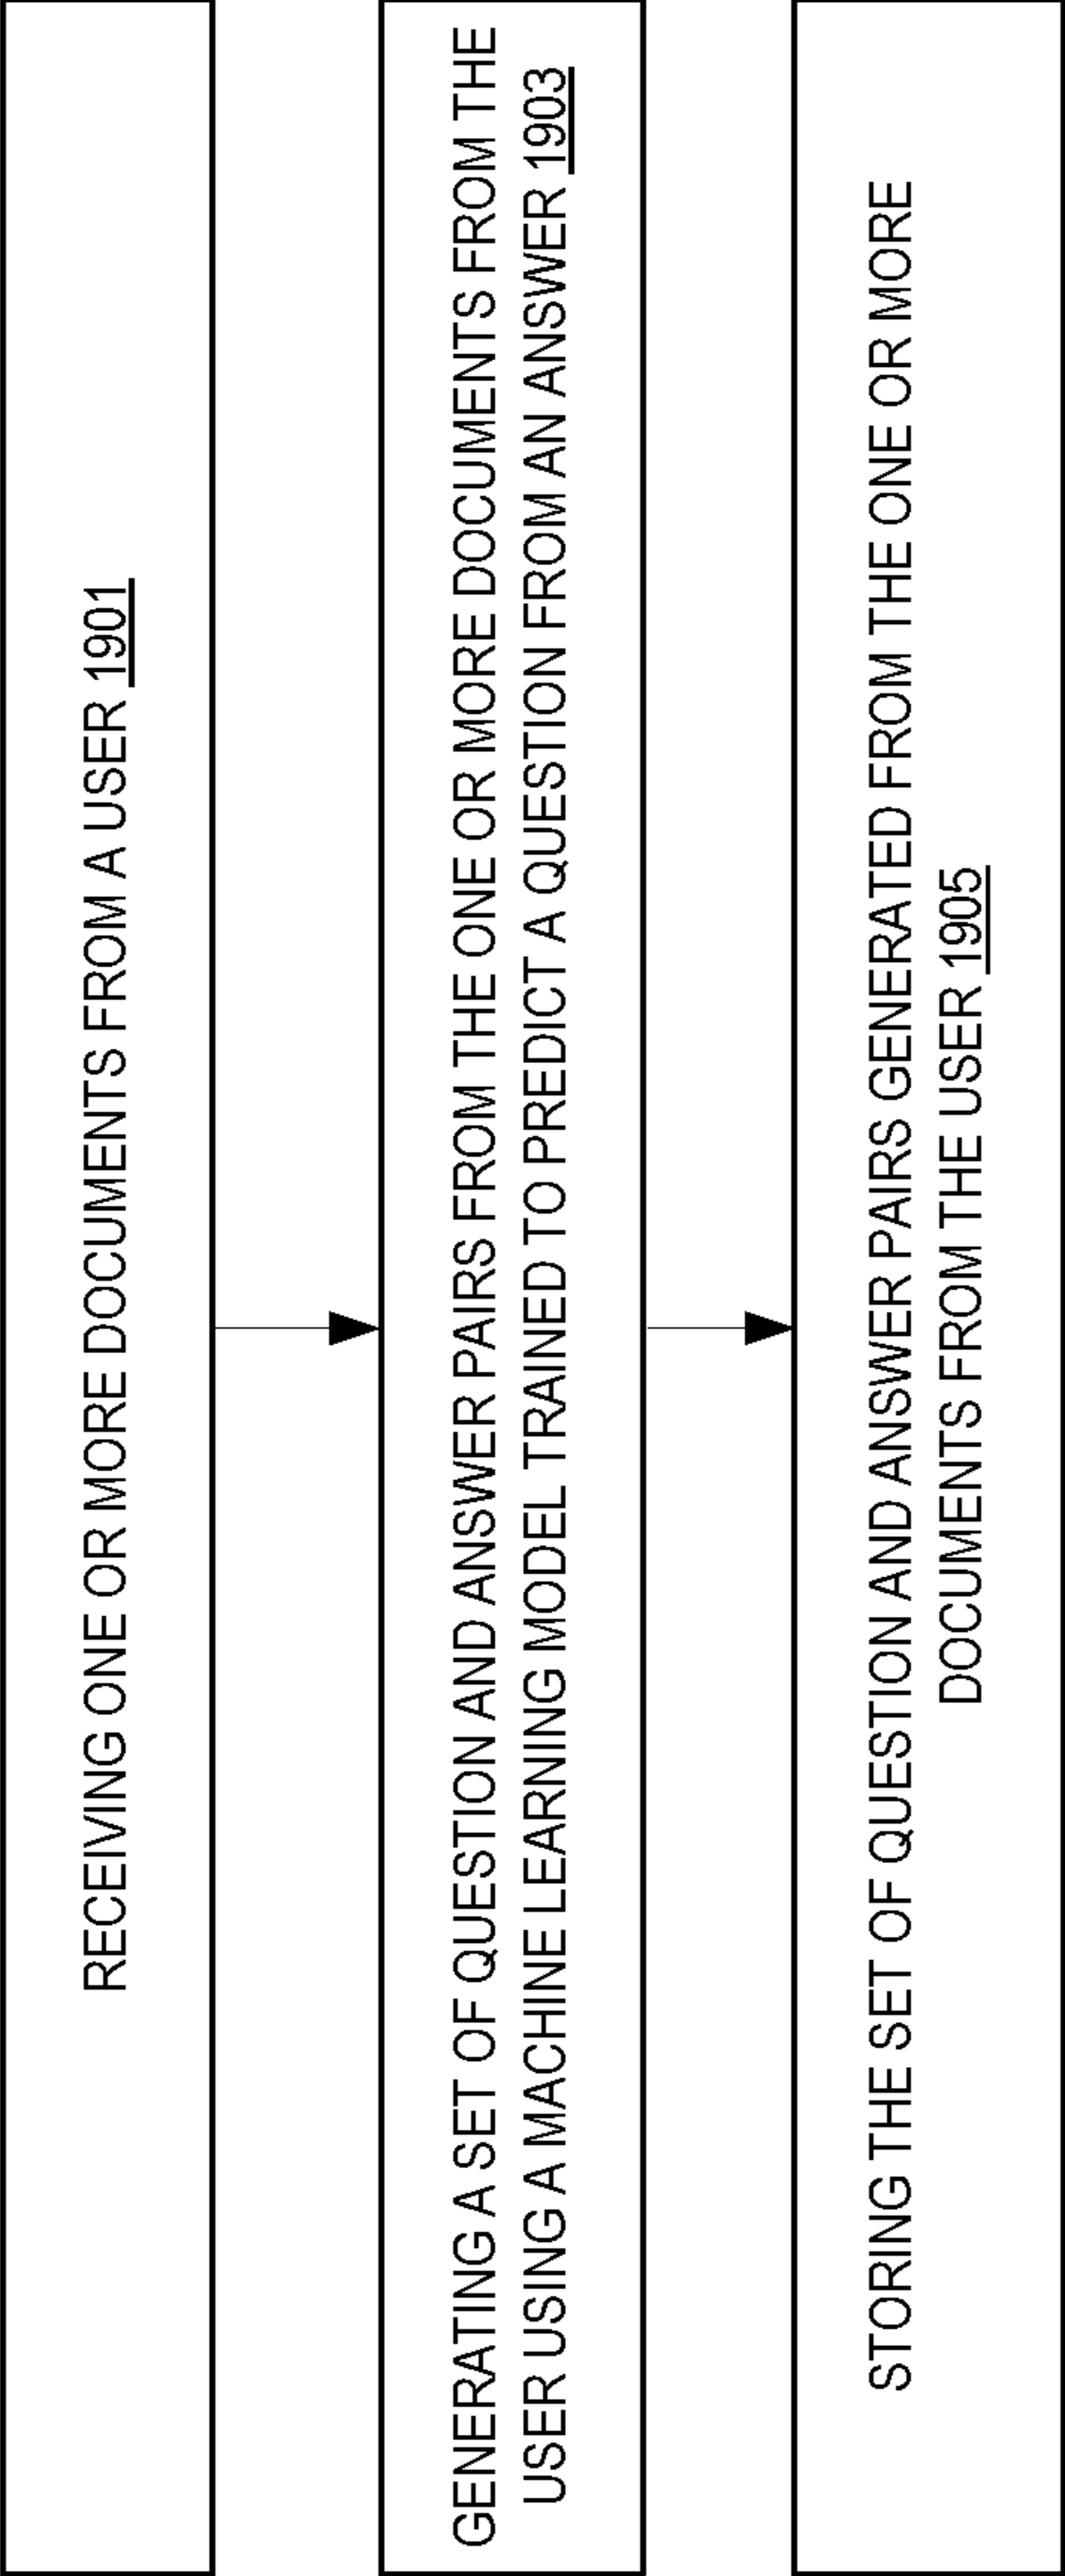 RECEIVING ONE OR MORE DOCUMENTS FROM A USER 1901
GENERATING A SET OF QUESTION AND ANSWER PAIRS FROM THE ONE OR MORE DOCUMENTS FROM THE
USER USING A MACHINE LEARNING MODEL TRAINED TO PREDICT A QUESTION FROM AN ANSWER 1903
STORING THE SET OF QUESTION AND ANSWER PAIRS GENERATED FROM THE ONE OR MORE
DOCUMENTS FROM THE USER 1905